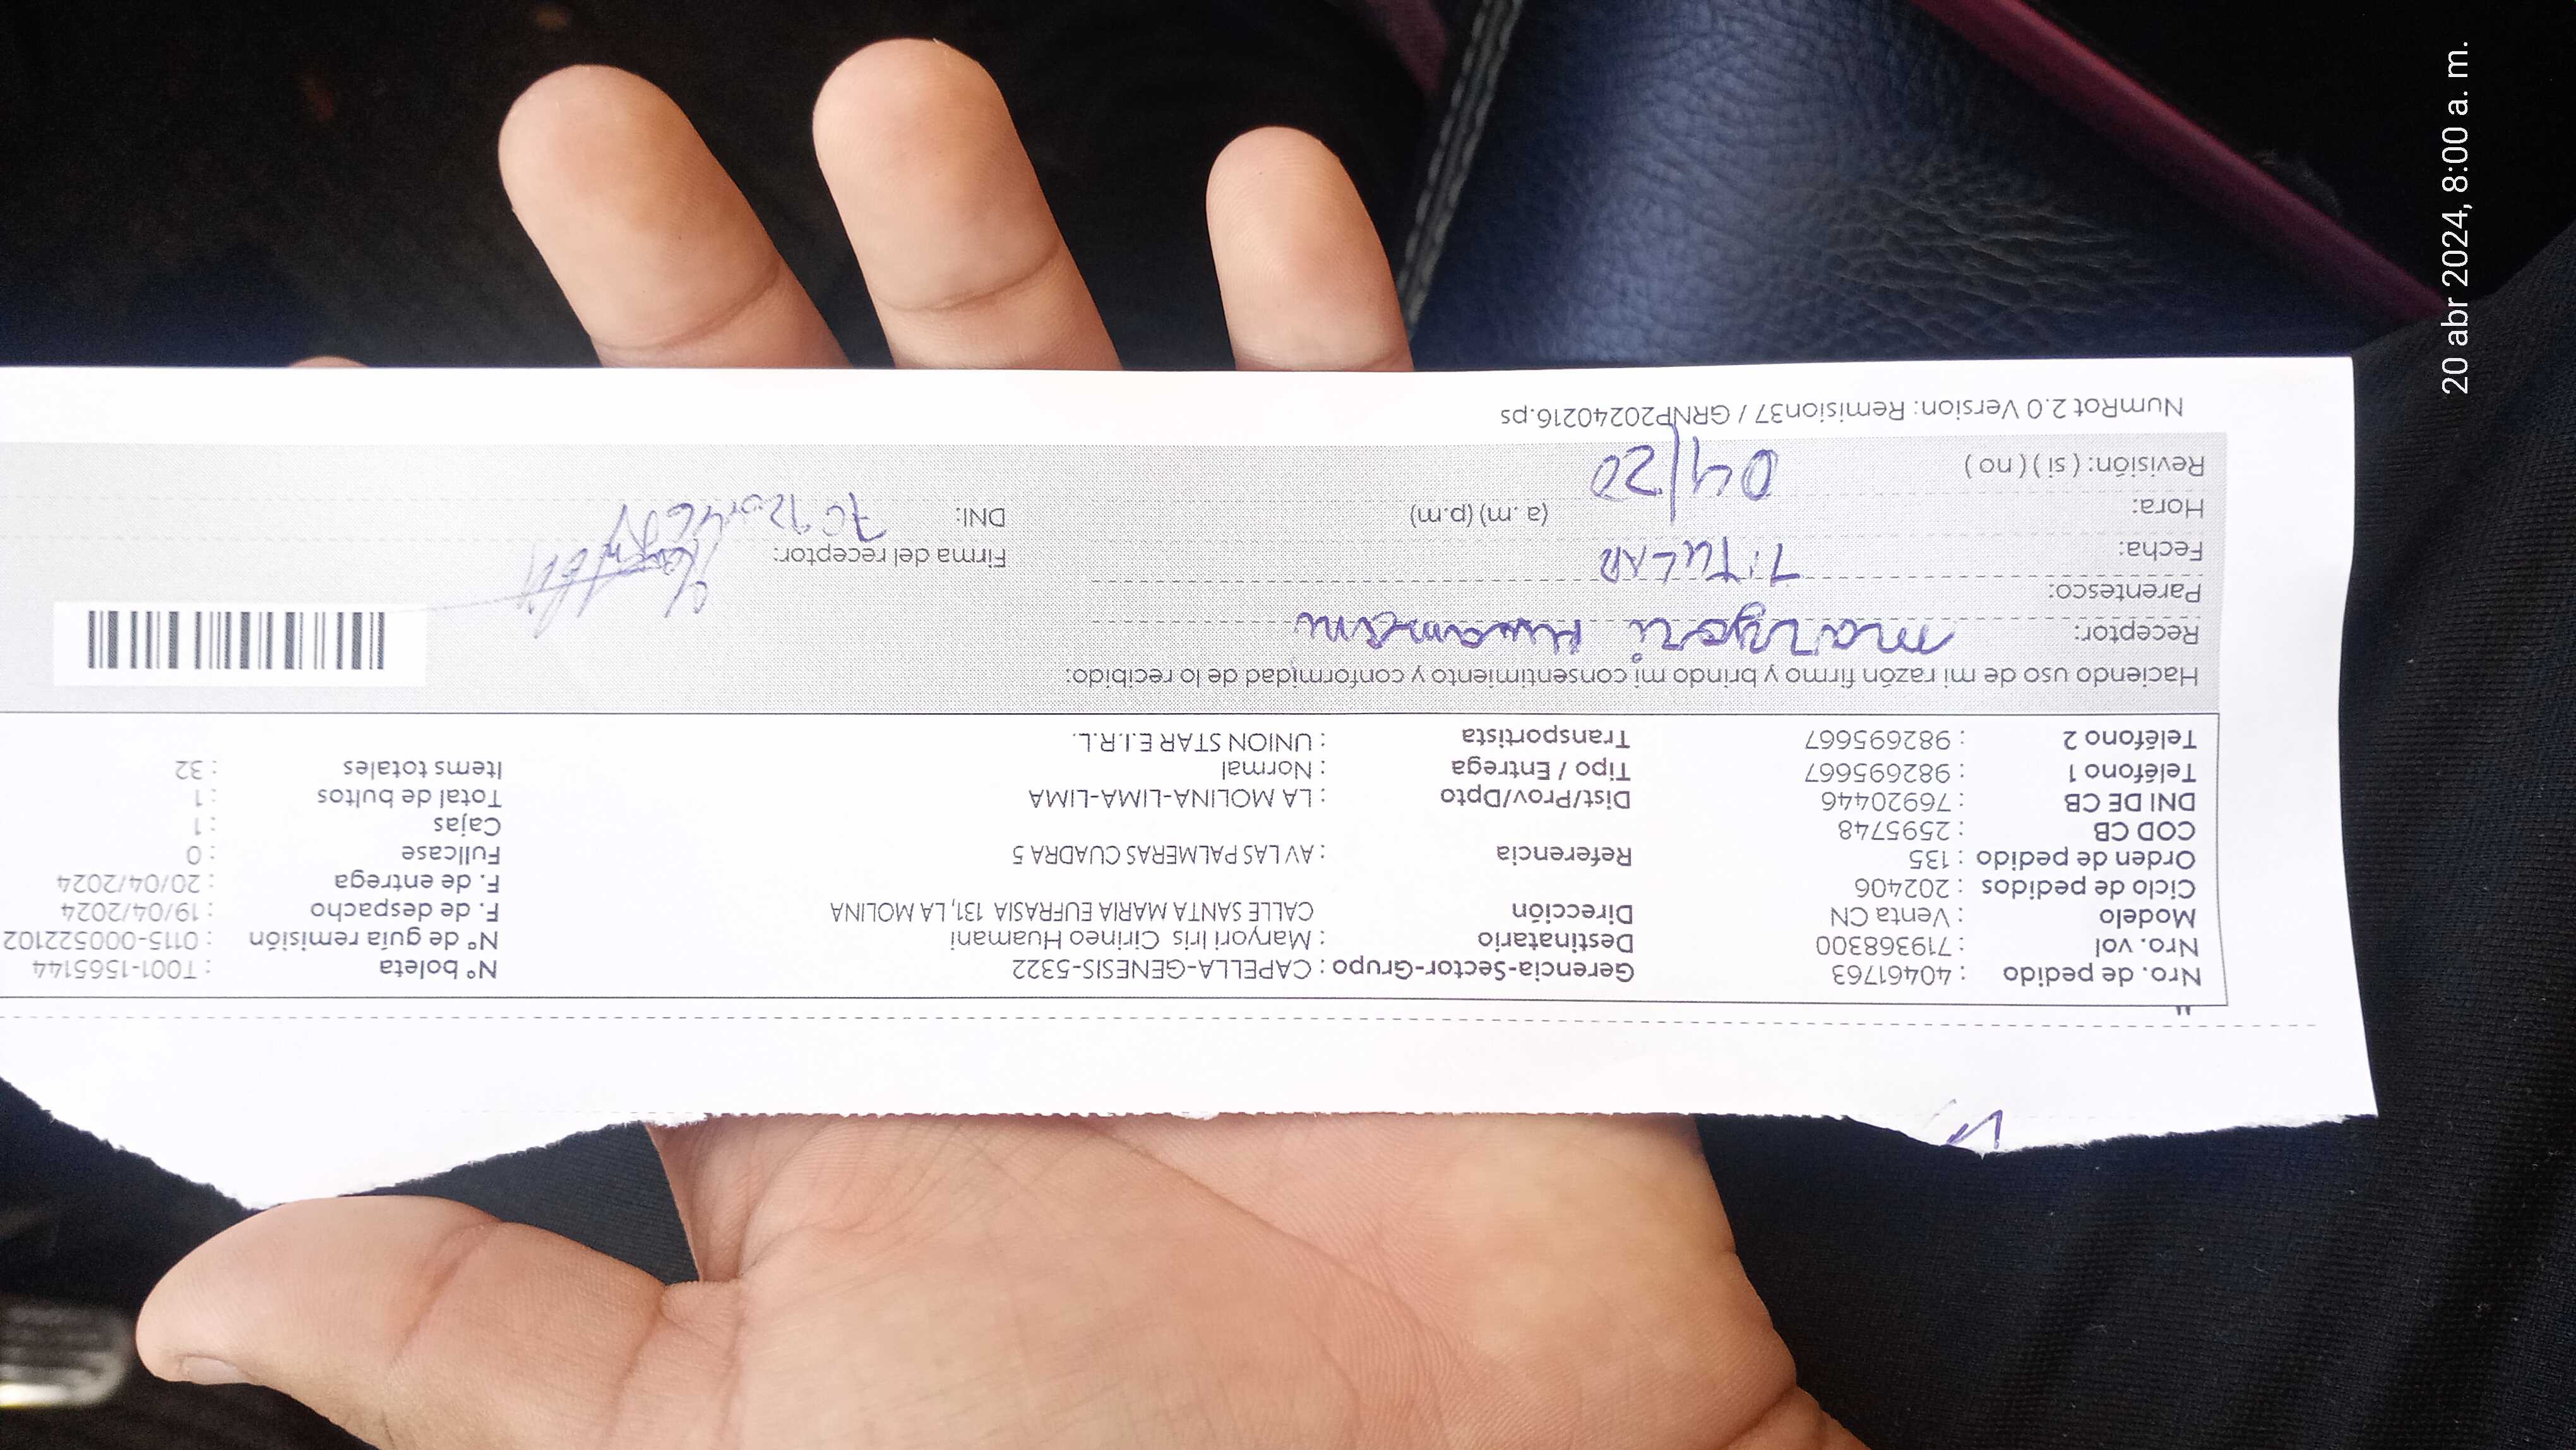 20 abr 2024, 8:00 a. m.
Nro. de pedido : 40461763
Nro. vol : 719368300
Modelo : Venta CN
Ciclo de pedidos : 202406
Orden de pedido : 135
COD CB : 2595748
DNI DE CB : 76920446
Teléfono 1 : 982695667
Teléfono 2 : 982695667
Gerencia-Sector-Grupo : CAPELLA-GENESIS-5322
Destinatario : Maryori Iris Cirineo Huamani
Dirección CALLE SANTA MARIA EUFRASIA 131, LA MOLINA
Referencia : AV LAS PALMERAS CUADRA 5
Dist/Prov/Dpto : LA MOLINA-LIMA-LIMA
Tipo / Entrega : Normal
Transportista : UNION STAR E.I.R.L.
N° boleta : T001-1565144
N° de guía remisión : 0115-000522102
F. de despacho : 19/04/2024
F. de entrega : 20/04/2024
Fullcase : 0
Cajas : 1
Total de bultos : 1
Items totales : 32
Haciendo uso de mi razón firmo y brindo mi consentimiento y conformidad de lo recibido:
Receptor: maryori Huamani
Parentesco: TiTULAR
Fecha:
Hora: 04/20 (a. m) (p.m)
Revisión: ( si ) ( no )
Firma del receptor:
DNI:
NumRot 2.0 Version: Remision37 / GRNP20240216.ps